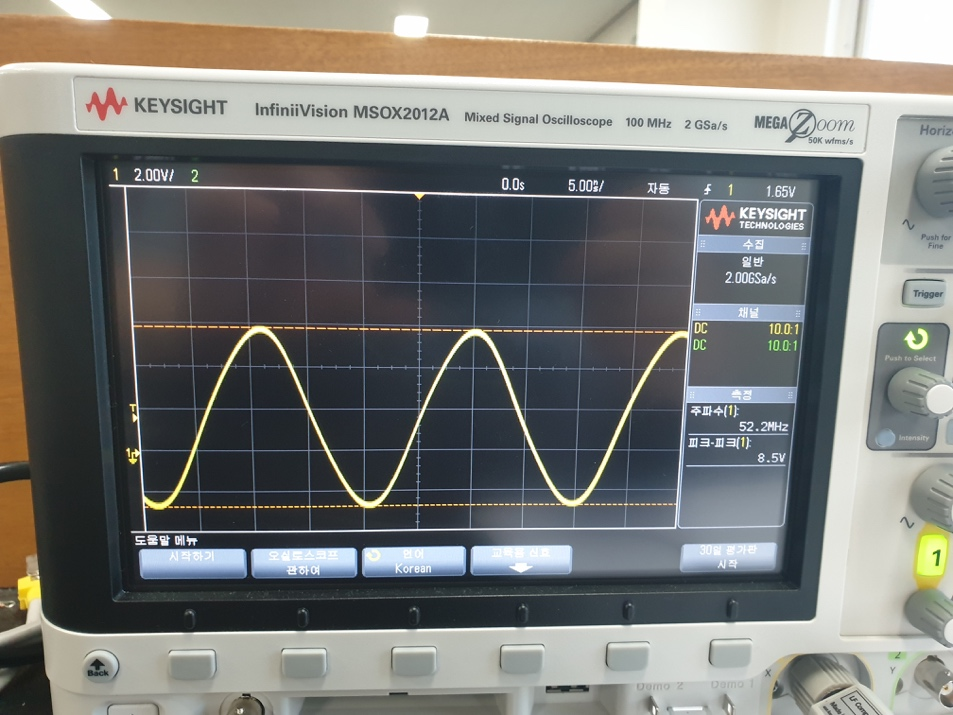 KEYSIGHT InfiniiVision MSOX2012A Mixed Signal Oscilloscope 100 MHz 2 GSa/s MEGA Zoom
50K wfms/s
Horiz
1 2.00V/ 2 0.0s 5.00ns/ 자동 1 1.65V
KEYSIGHT
TECHNOLOGIES
수집
일반
2.00GSa/s
채널
DC 10.0:1
DC 10.0:1
측정
주파수(1):
52.2MHz
피크-피크(1):
8.5V
T
1
도움말 메뉴
시작하기
오실로스코프
관하여
언어
Korean
교육용 신호
30일 평가판
시작
Push for
Fine
Trigger
Push to Select
Intensity
1
Back
Demo 2
Demo 1
X
2
Y